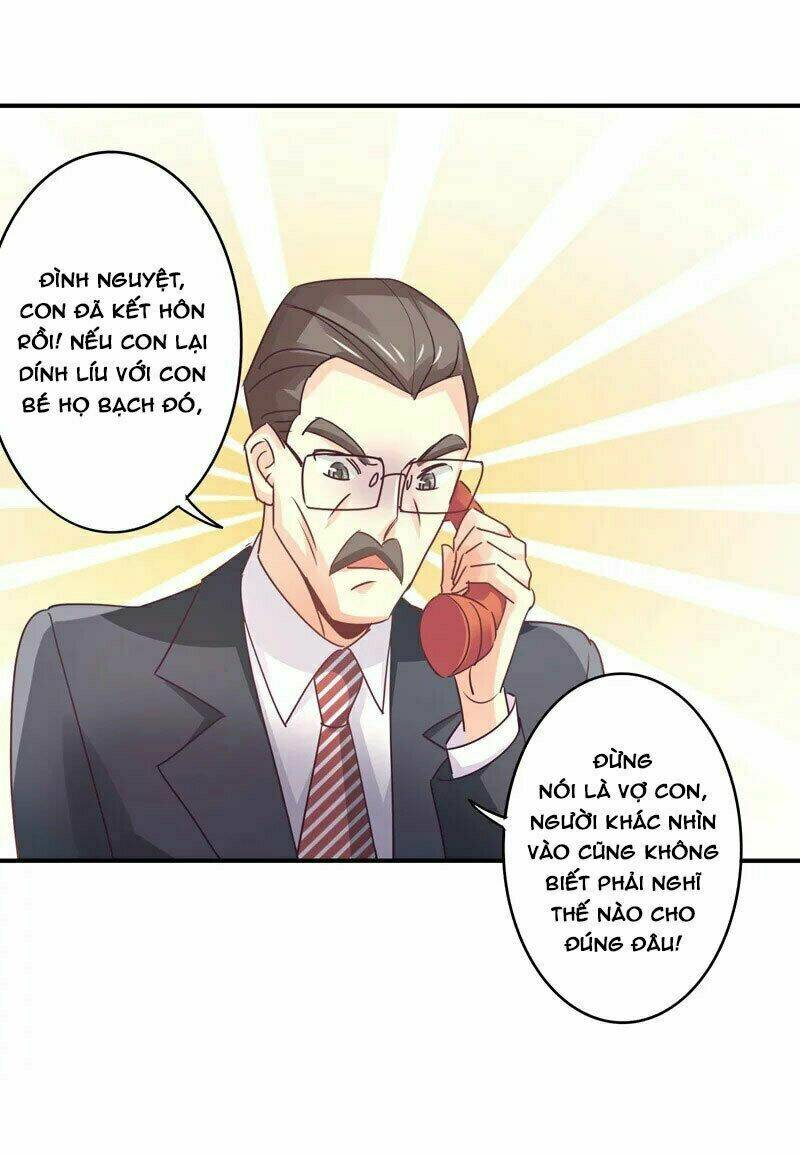 ĐÌNH NGUYỆT,
CON ĐÃ KẾT HÔN
RỒI! NẾU CON LẠI
DÍNH LÍU VỚI CON
BÉ HỌ BẠCH ĐÓ,
ĐỪNG
NÓI LÀ VỢ CON,
NGƯỜI KHÁC NHÌN
VÀO CŨNG KHÔNG
BIẾT PHẢI NGHĨ
THẾ NÀO CHO
ĐÚNG ĐÂU!